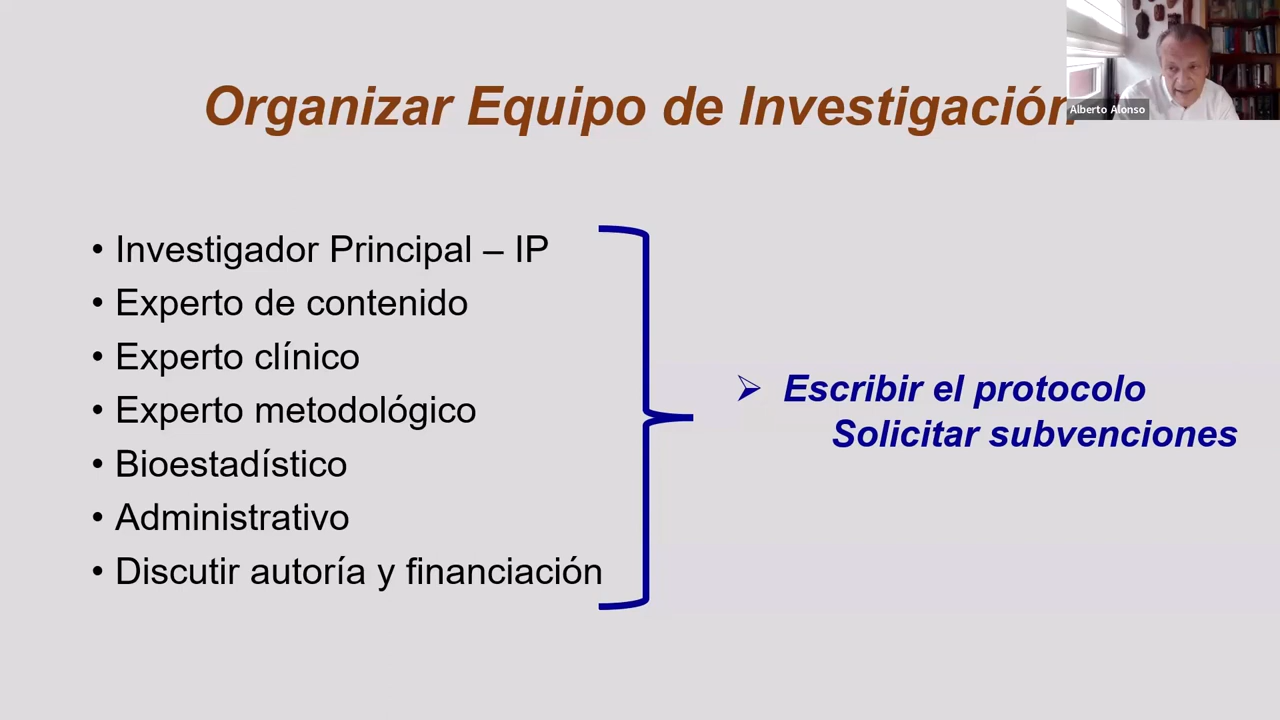 Organizar Equipo de Investigación
Alberto Alonso
• Investigador Principal – IP
• Experto de contenido
• Experto clínico
• Experto metodológico
• Bioestadístico
• Administrativo
• Discutir autoría y financiación
➢ Escribir el protocolo
Solicitar subvenciones